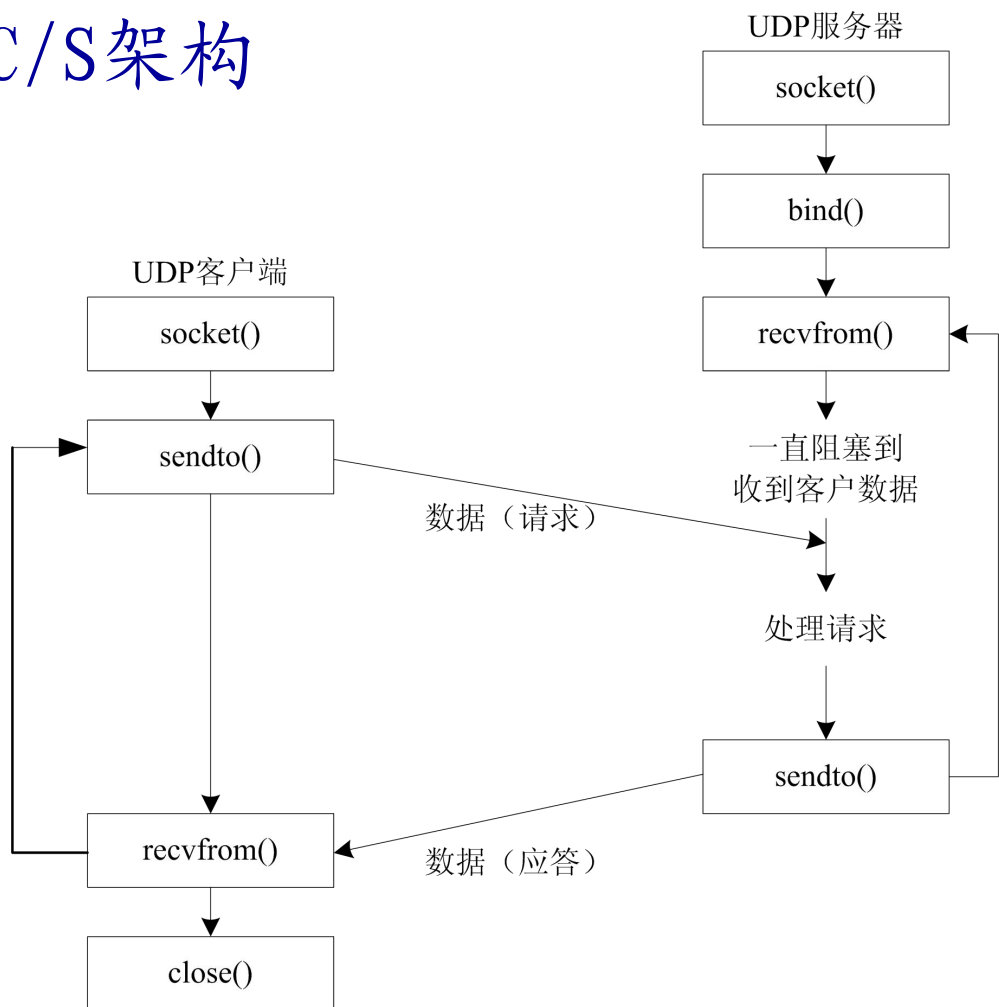 C/S架构
UDP服务器
socket()
bind()
recvfrom()
一直阻塞到
收到客户数据
处理请求
sendto()
UDP客户端
socket()
sendto()
数据（请求）
recvfrom()
数据（应答）
close()